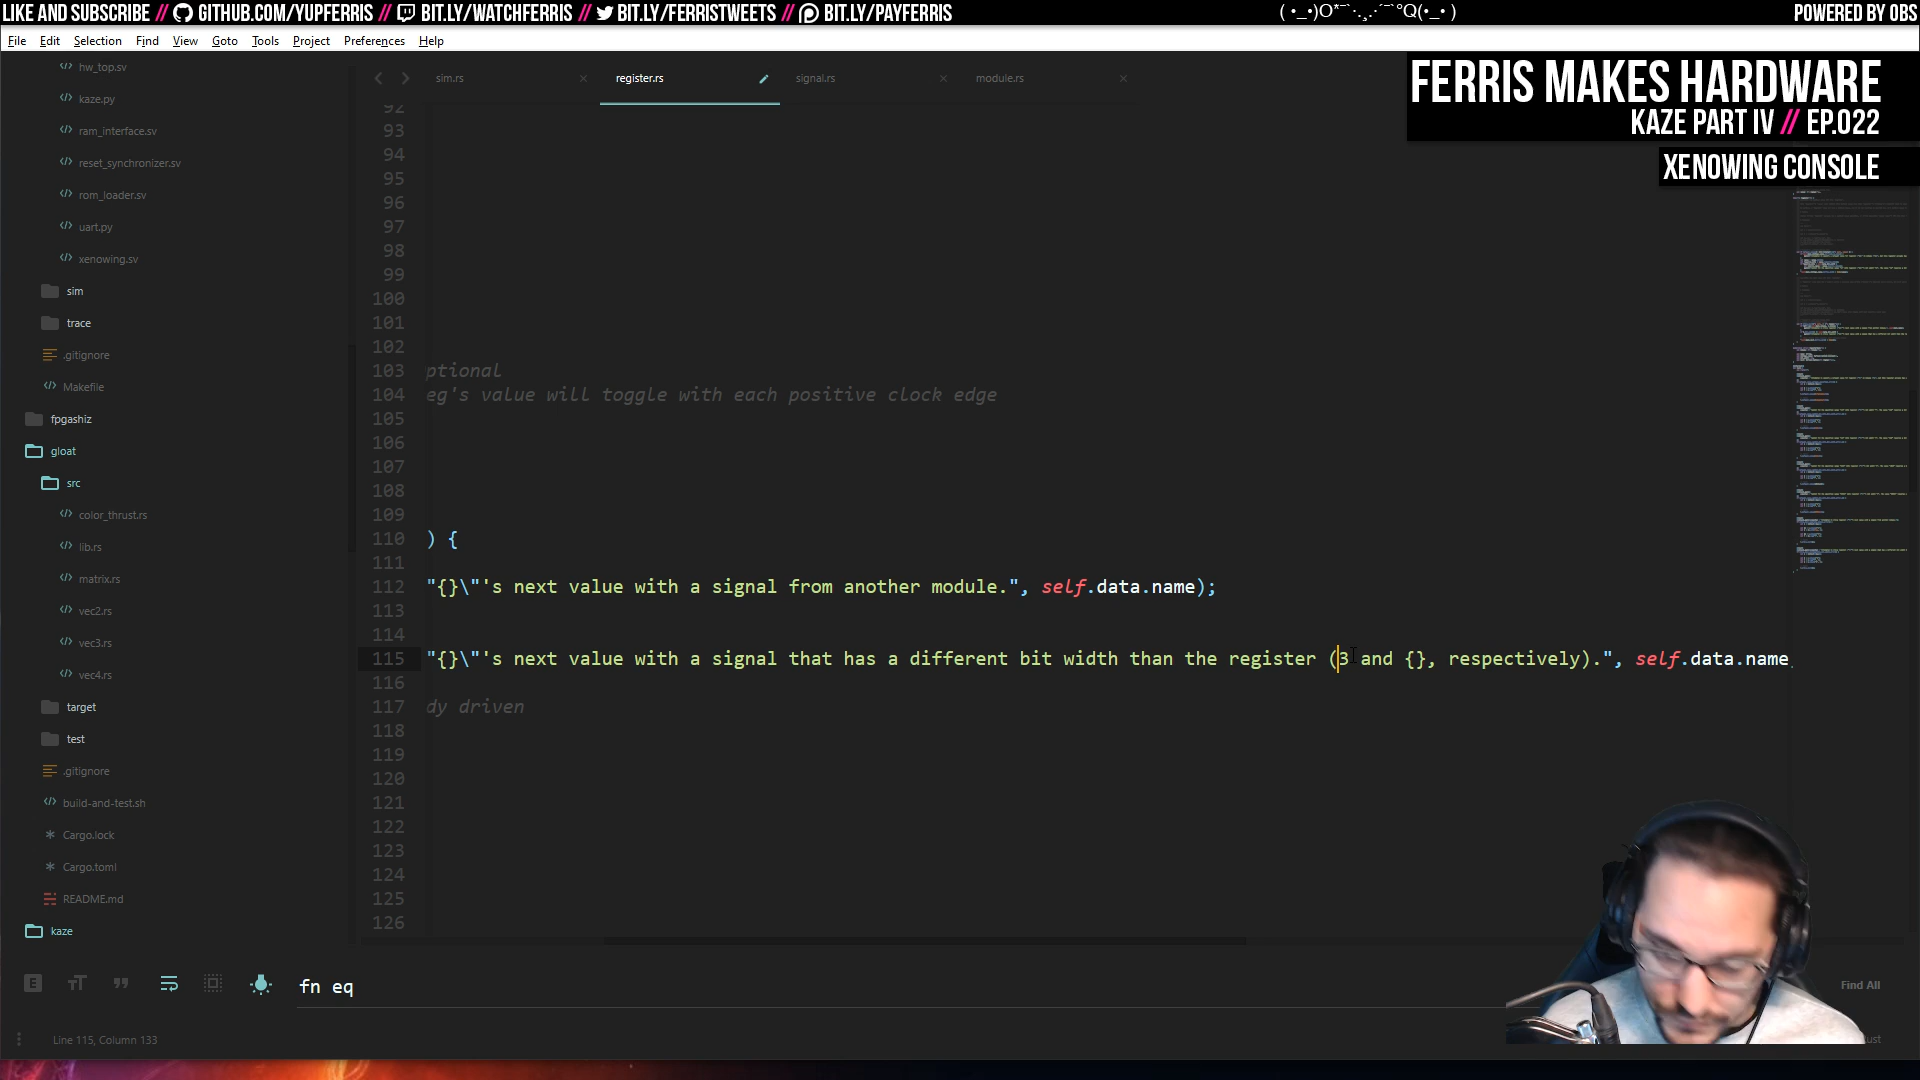 LIKE AND SUBSCRIBE // GITHUB.COM/YUPFERRIS // BIT.LY/WATCHFERRIS // BIT.LY/FERRISTWEETS // BIT.LY/PAYFERRIS
POWERED BY OBS
File Edit Selection Find View Goto Tools Project Preferences Help
FERRIS MAKES HARDWARE
KAZE PART IV // EP.022
XENOWING CONSOLE
sim.rs
register.rs
signal.rs
module.rs
hw_top.sv
kaze.py
ram_interface.sv
reset_synchronizer.sv
rom_loader.sv
uart.py
xenowing.sv
sim
trace
.gitignore
Makefile
fpgashiz
gloat
src
color_thrust.rs
lib.rs
matrix.rs
vec2.rs
vec3.rs
vec4.rs
target
test
.gitignore
build-and-test.sh
Cargo.lock
Cargo.toml
README.md
kaze
92
93
94
95
96
97
98
99
100
101
102
103 ptional
104 eg's value will toggle with each positive clock edge
105
106
107
108
109
110 ) {
111
112 "{}\"'s next value with a signal from another module.", self.data.name);
113
114
115 "{}\"'s next value with a signal that has a different bit width than the register (3 and {}, respectively).", self.data.name
116
117 dy driven
118
119
120
121
122
123
124
125
126
fn eq
Find All
Line 115, Column 133